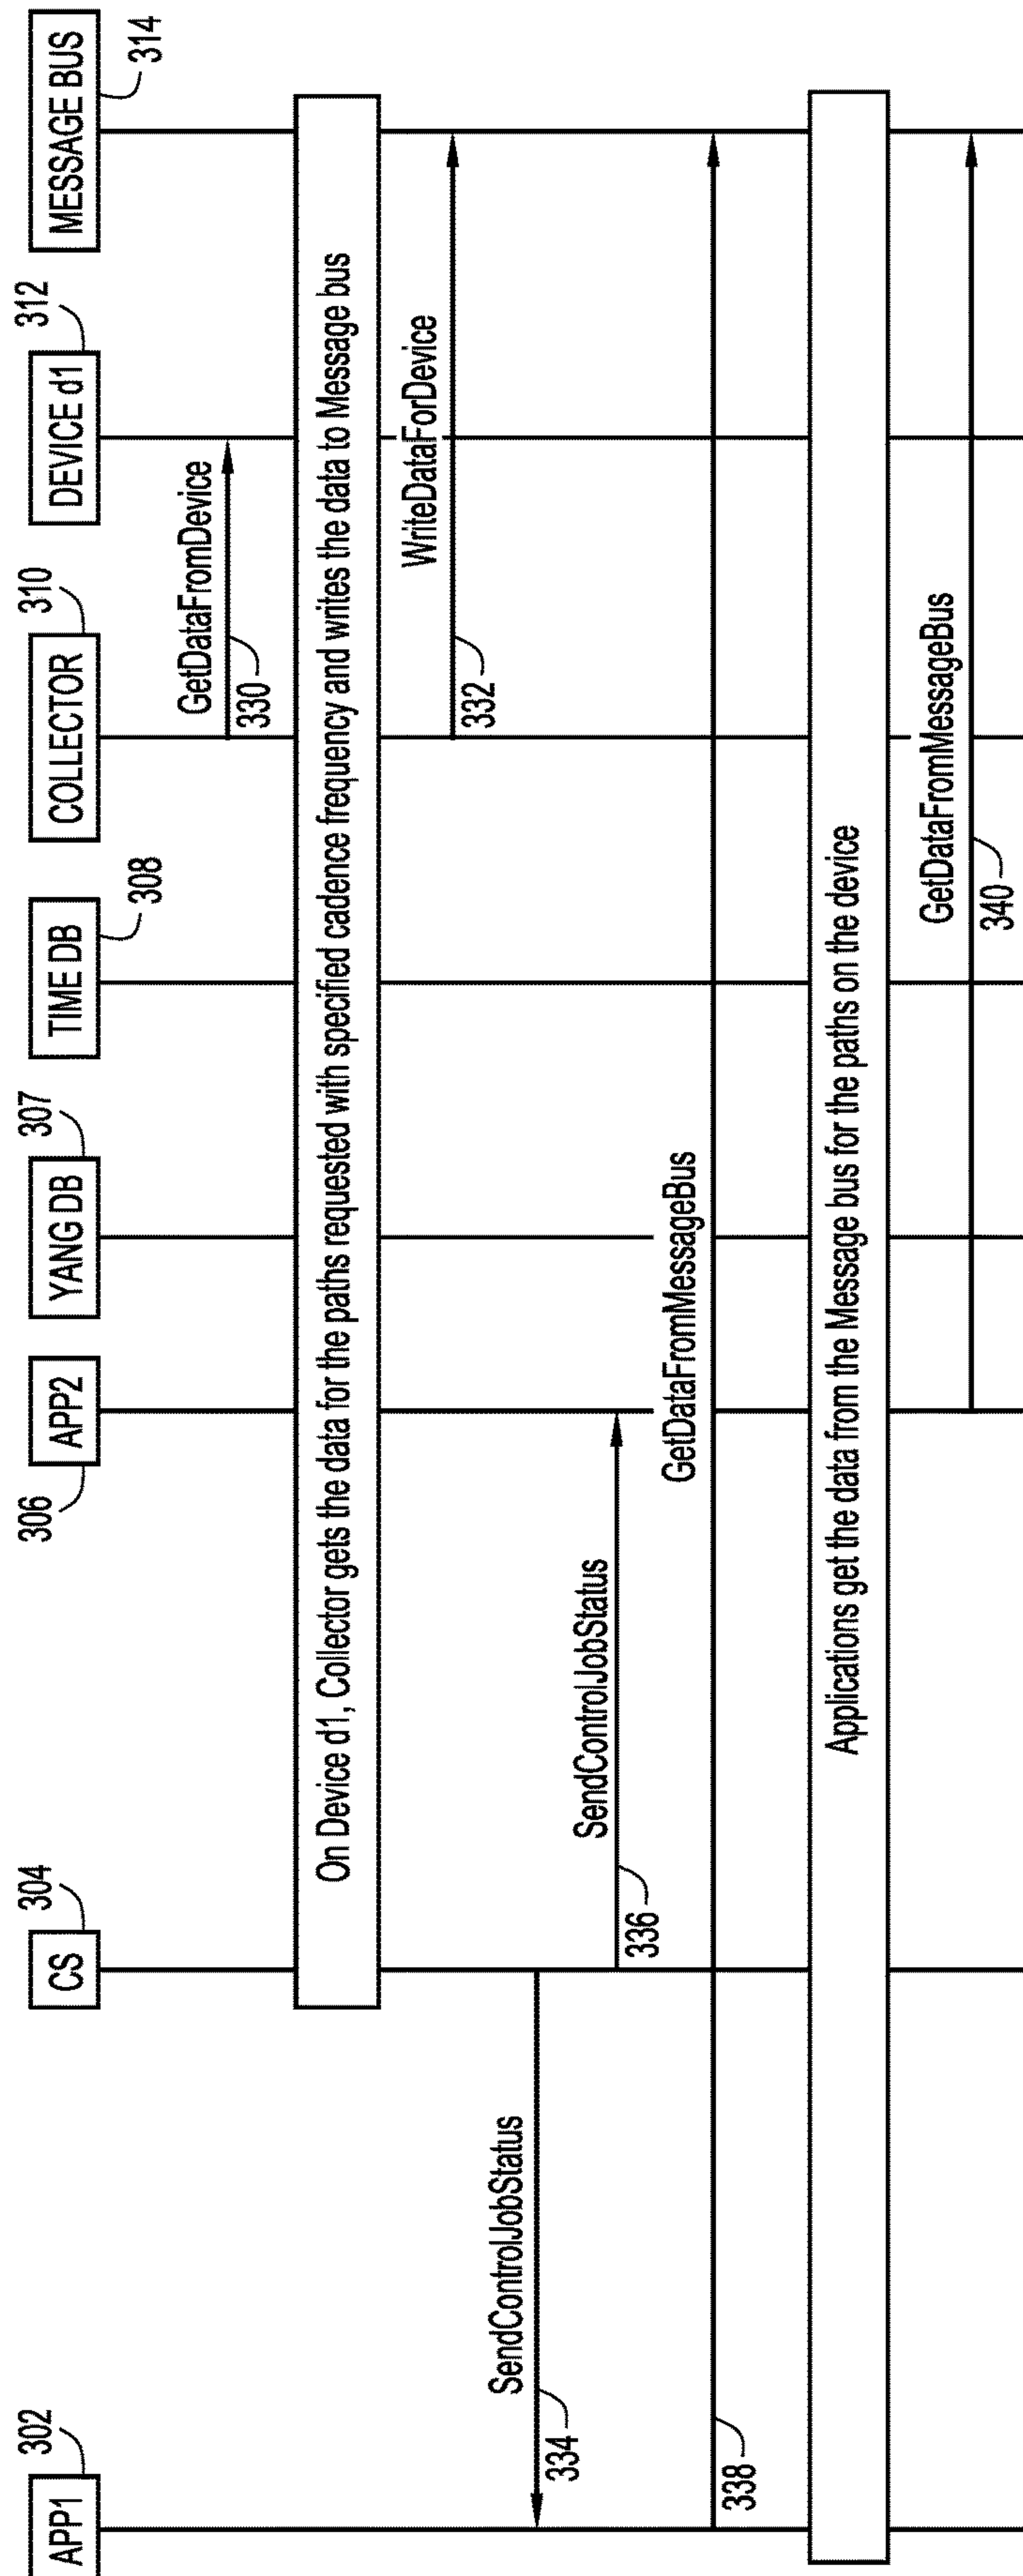 APP1
302
CS
304
APP2
306
YANG DB
307
TIME DB
308
COLLECTOR
310
DEVICE d1
312
MESSAGE BUS
314
GetDataFromDevice
330
On Device d1, Collector gets the data for the paths requested with specified cadence frequency and writes the data to Message bus
WriteDataForDevice
332
SendControlJobStatus
334
SendControlJobStatus
336
GetDataFromMessageBus
338
Applications get the data from the Message bus for the paths on the device
GetDataFromMessageBus
340